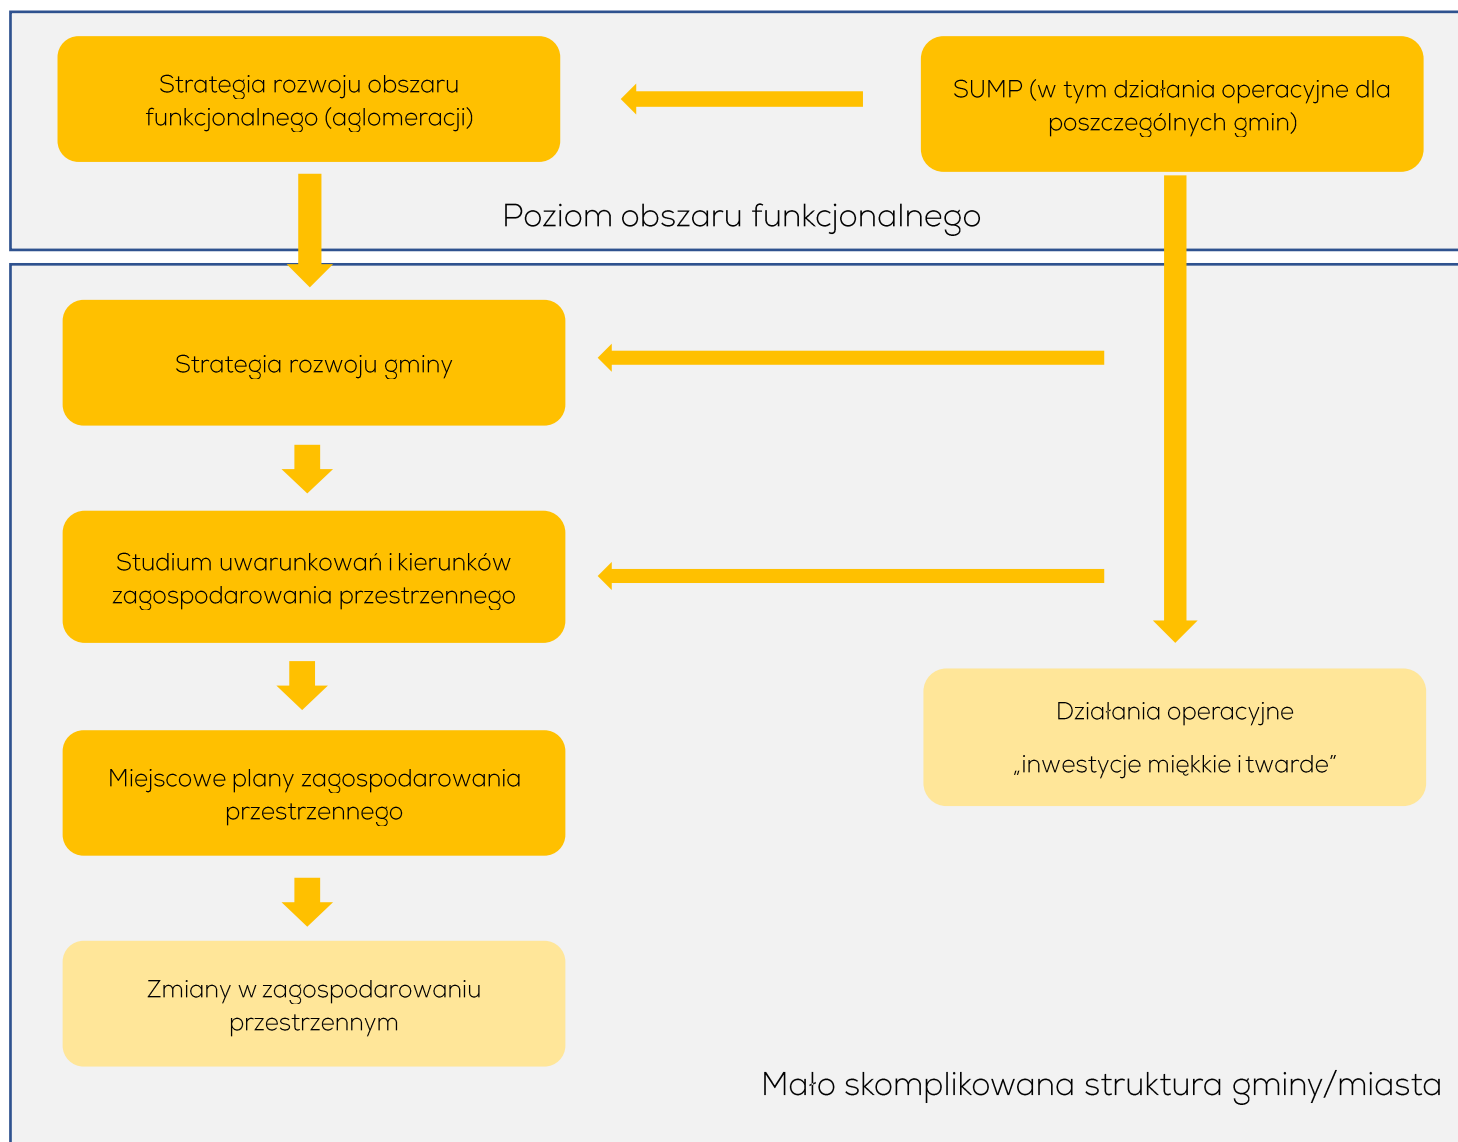 Strategia rozwoju obszaru
funkcjonalnego (aglomeracji)
SUMP (w tym działania operacyjne dla
poszczególnych gmin)
Poziom obszaru funkcjonalnego
Strategia rozwoju gminy
Studium uwarunkowań i kierunków
zagospodarowania przestrzennego
Działania operacyjne
„inwestycje miękkie i twarde”
Miejscowe plany zagospodarowania
przestrzennego
Zmiany w zagospodarowaniu
przestrzennym
Mało skomplikowana struktura gminy/miasta